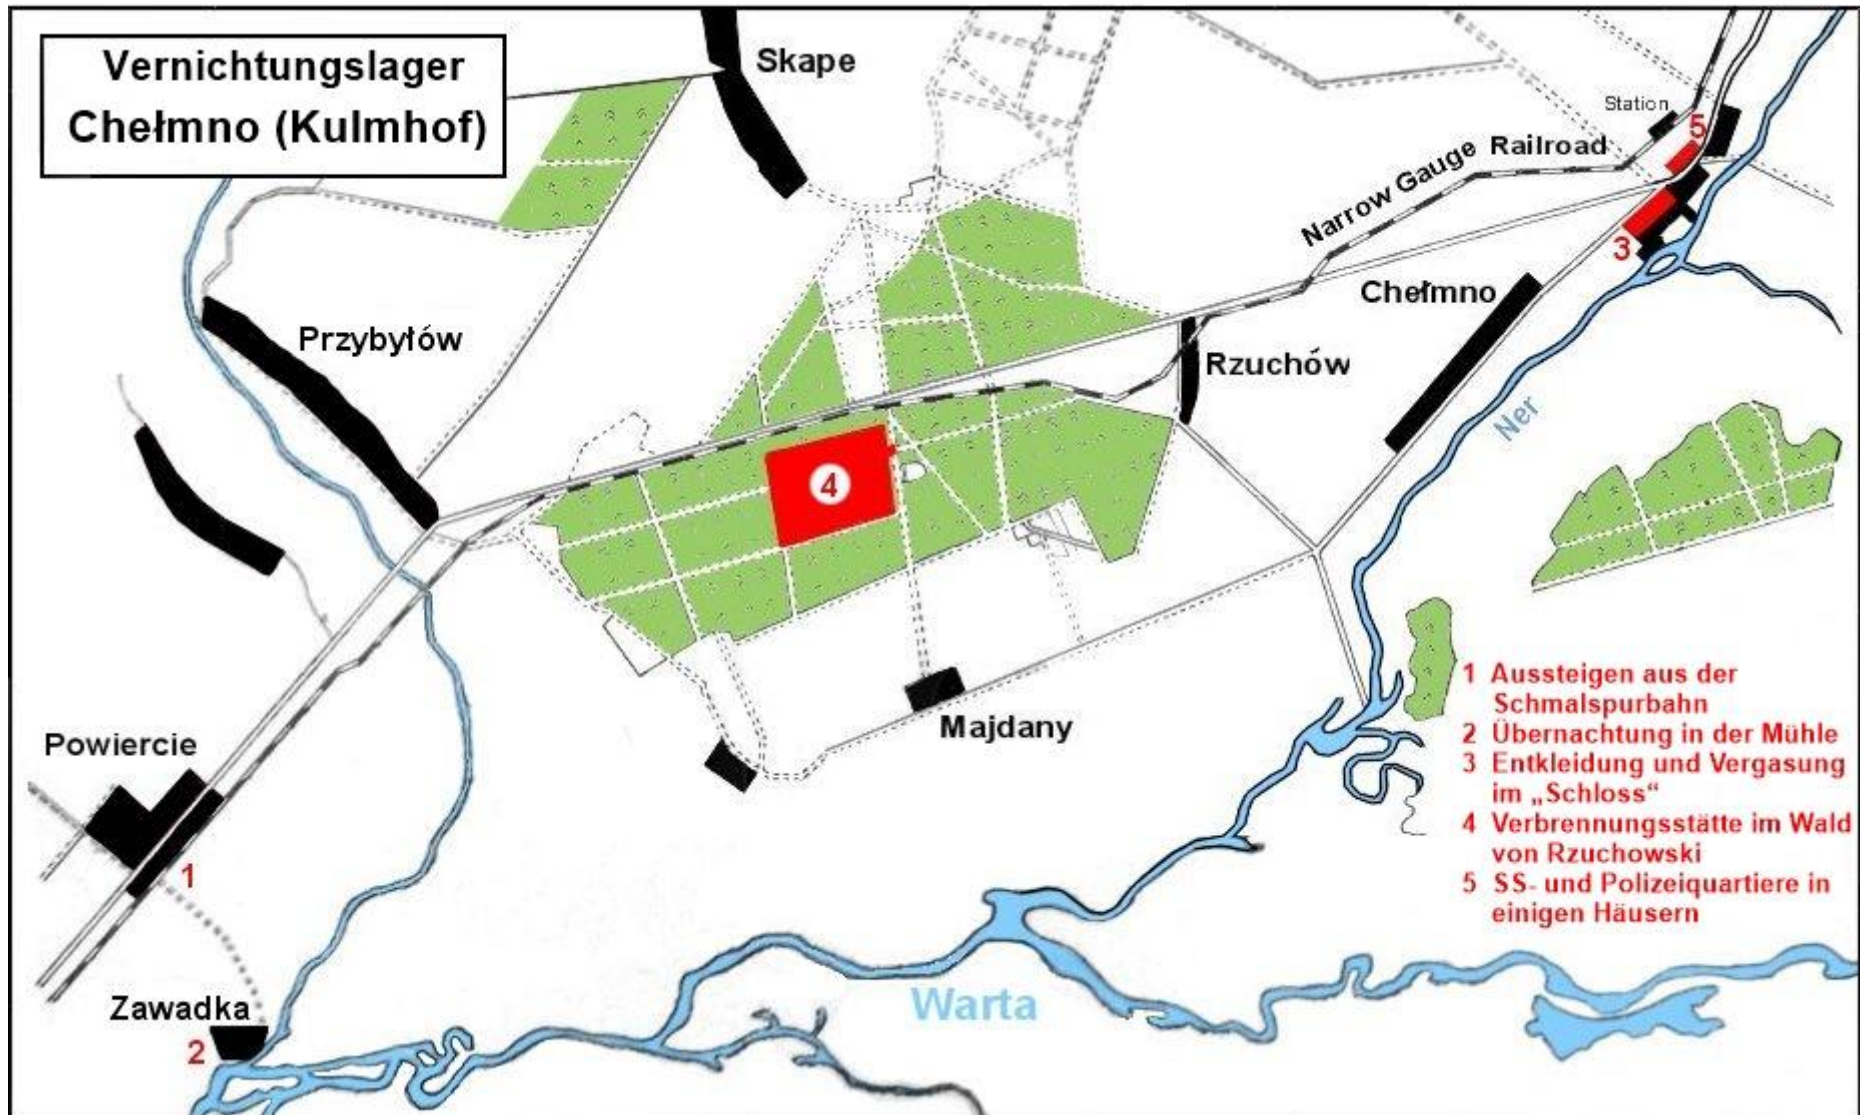 Vernichtungslager
Chełmno (Kulmhof)
Skape
Station
5
Narrow Gauge Railroad
3
Chełmno
Przybyłów
Rzuchów
Ner
4
Majdany
Powiercie
1
Zawadka
2
Warta
1 Aussteigen aus der
Schmalspurbahn
2 Übernachtung in der Mühle
3 Entkleidung und Vergasung
im „Schloss“
4 Verbrennungsstätte im Wald
von Rzuchowski
5 SS- und Polizeiquartiere in
einigen Häusern